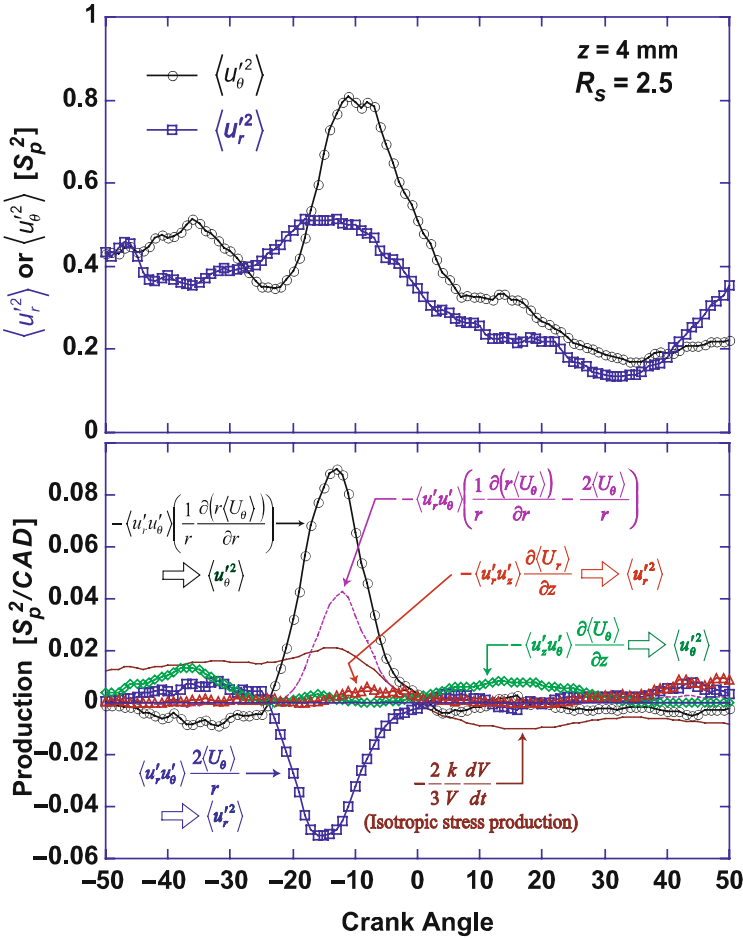 1
0.8
0.6
0.4
0.2
0
⟨u′r²⟩ or ⟨u′θ²⟩ [Sp²]
⟨u′θ²⟩
⟨u′r²⟩
z = 4 mm
Rs = 2.5
0.08
0.06
0.04
0.02
0
−0.02
−0.04
−0.06
Production [Sp²/CAD]
−⟨u′r u′θ⟩(1/r ∂(r⟨Uθ⟩)/∂r)
⇨ ⟨u′θ²⟩
−⟨u′r u′θ⟩(1/r ∂(r⟨Uθ⟩)/∂r − 2⟨Uθ⟩/r)
−⟨u′r u′z⟩ ∂⟨Ur⟩/∂z ⇨ ⟨u′r²⟩
−⟨u′z u′θ⟩ ∂⟨Uθ⟩/∂z ⇨ ⟨u′θ²⟩
⟨u′r u′θ⟩ 2⟨Uθ⟩/r
⇨ ⟨u′r²⟩
−2/3 k/V dV/dt
(Isotropic stress production)
−50 −40 −30 −20 −10 0 10 20 30 40 50
Crank Angle